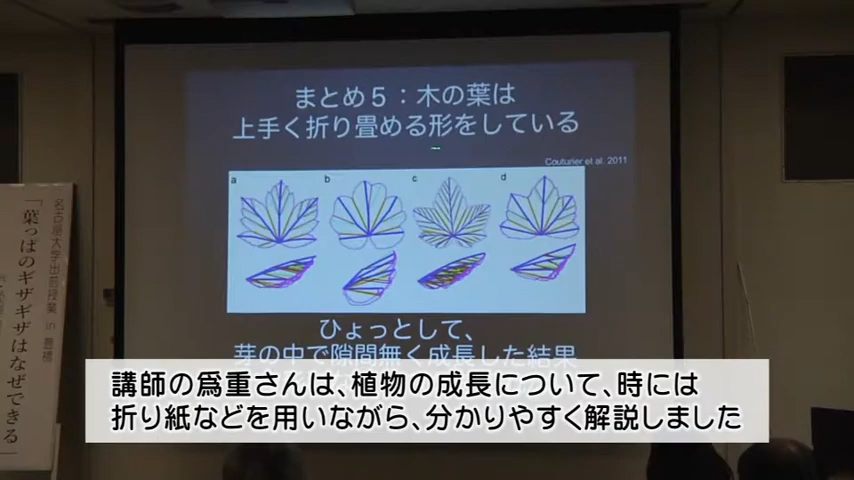 まとめ5:木の葉は
上手く折り畳める形をしている
Couturier et al. 2011
a b c d
ひょっとして、
芽の中で隙間無く成長した結果
名古屋大学出前授業 in 豊橋
「葉っぱのギザギザはなぜできる
講師の爲重さんは、植物の成長について、時には
折り紙などを用いながら、分かりやすく解説しました